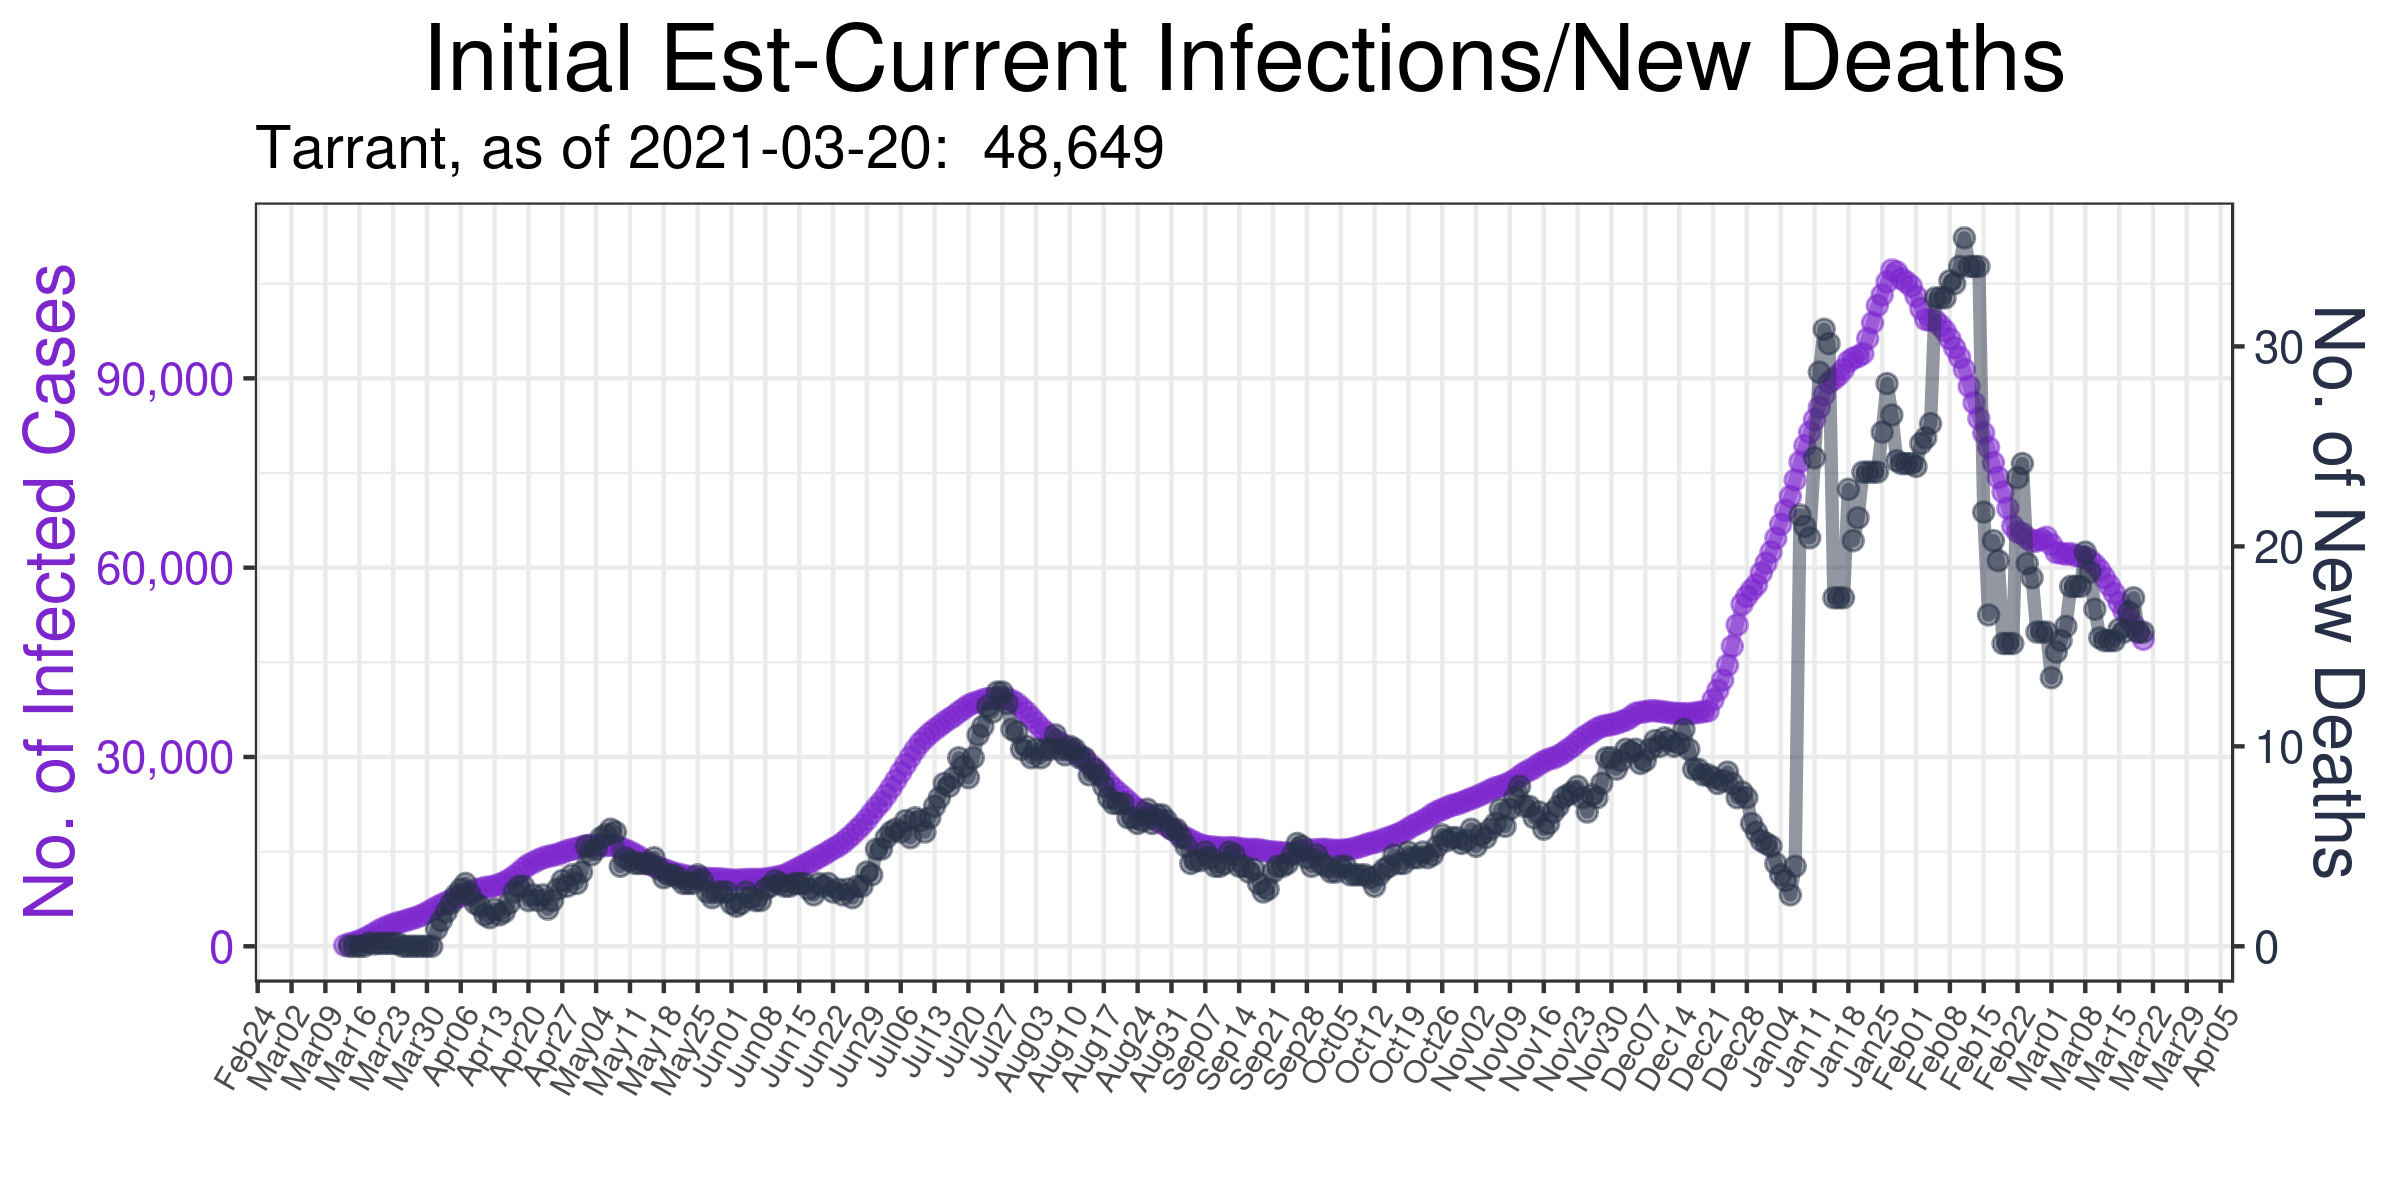 Initial Est-Current Infections/New Deaths
Tarrant, as of 2021-03-20:  48,649
No. of Infected Cases
90,000
60,000
30,000
0
30
20
10
0
No. of New Deaths
Feb24
Mar02
Mar09
Mar16
Mar23
Mar30
Apr06
Apr13
Apr20
Apr27
May04
May11
May18
May25
Jun01
Jun08
Jun15
Jun22
Jun29
Jul06
Jul13
Jul20
Jul27
Aug03
Aug10
Aug17
Aug24
Aug31
Sep07
Sep14
Sep21
Sep28
Oct05
Oct12
Oct19
Oct26
Nov02
Nov09
Nov16
Nov23
Nov30
Dec07
Dec14
Dec21
Dec28
Jan04
Jan11
Jan18
Jan25
Feb01
Feb08
Feb15
Feb22
Mar01
Mar08
Mar15
Mar22
Mar29
Apr05